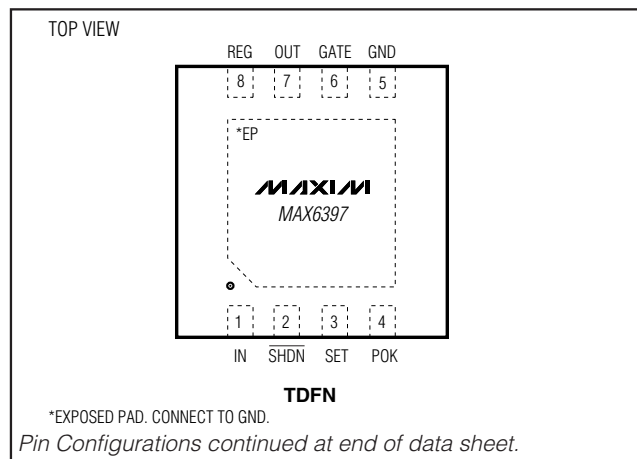 TOP VIEW
REG OUT GATE GND
8 7 6 5
*EP
MAXIM
MAX6397
1 2 3 4
IN SHDN SET POK
TDFN
*EXPOSED PAD. CONNECT TO GND.
Pin Configurations continued at end of data sheet.